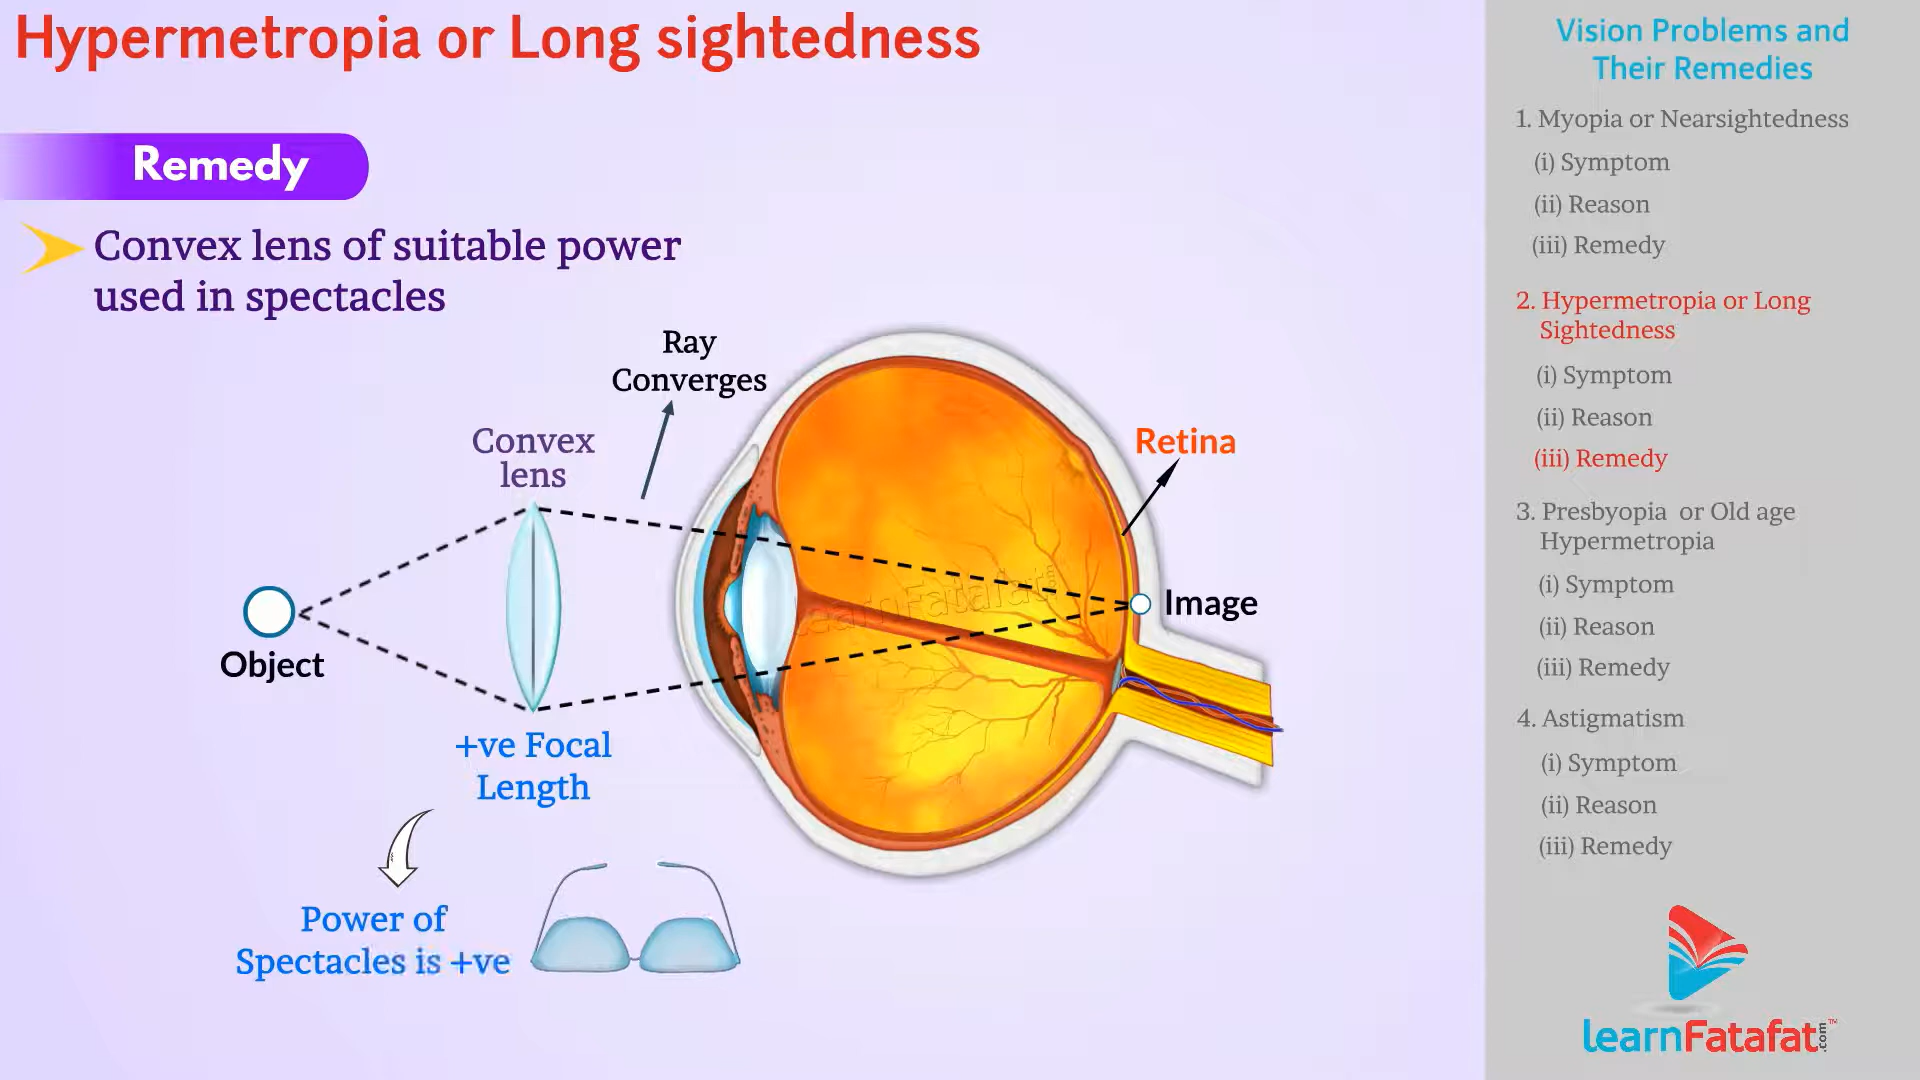 Hypermetropia or Long sightedness
Remedy
Convex lens of suitable power
used in spectacles
Ray
Converges
Convex
lens
Retina
Image
Object
LearnFatafat
+ve Focal
Length
Power of
Spectacles is +ve
Vision Problems and
Their Remedies
1. Myopia or Nearsightedness
(i) Symptom
(ii) Reason
(iii) Remedy
2. Hypermetropia or Long
Sightedness
(i) Symptom
(ii) Reason
(iii) Remedy
3. Presbyopia or Old age
Hypermetropia
(i) Symptom
(ii) Reason
(iii) Remedy
4. Astigmatism
(i) Symptom
(ii) Reason
(iii) Remedy
learnFatafat.com™